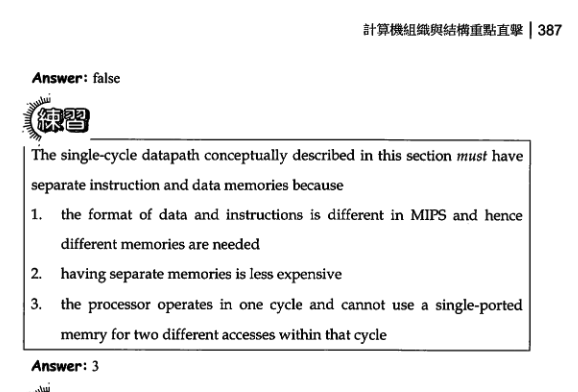 計算機組織與結構重點直擊 | 387
Answer: false
練習
The single-cycle datapath conceptually described in this section must have
separate instruction and data memories because
1. the format of data and instructions is different in MIPS and hence
different memories are needed
2. having separate memories is less expensive
3. the processor operates in one cycle and cannot use a single-ported
memry for two different accesses within that cycle
Answer: 3